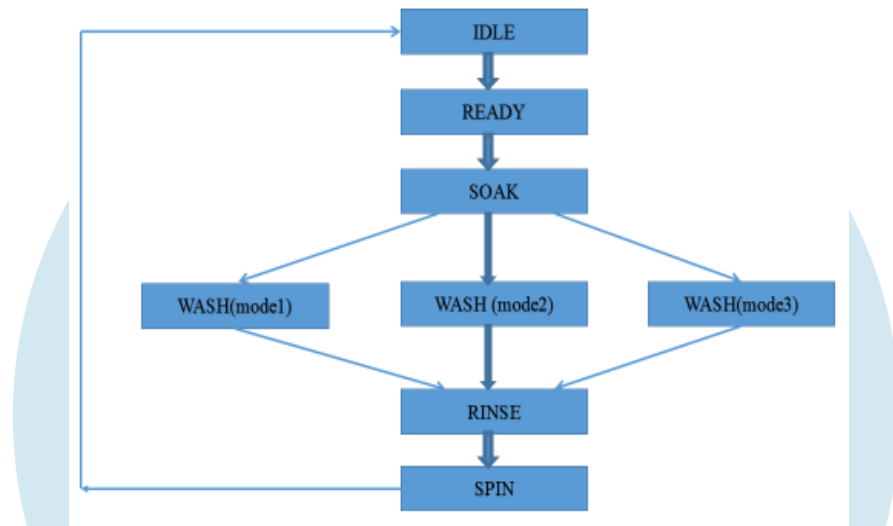 IDLE
READY
SOAK
WASH(mode1)
WASH (mode2)
WASH(mode3)
RINSE
SPIN